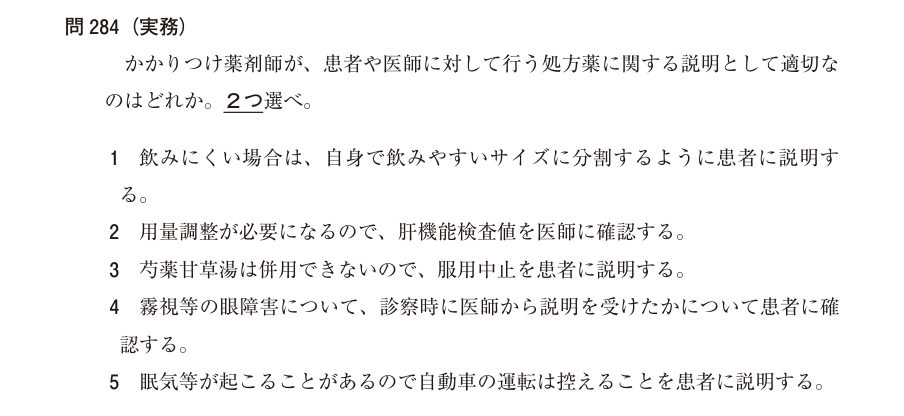 問 284（実務）
かかりつけ薬剤師が、患者や医師に対して行う処方薬に関する説明として適切な
のはどれか。２つ選べ。
1　飲みにくい場合は、自身で飲みやすいサイズに分割するように患者に説明す
る。
2　用量調整が必要になるので、肝機能検査値を医師に確認する。
3　芍薬甘草湯は併用できないので、服用中止を患者に説明する。
4　霧視等の眼障害について、診察時に医師から説明を受けたかについて患者に確
認する。
5　眠気等が起こることがあるので自動車の運転は控えることを患者に説明する。